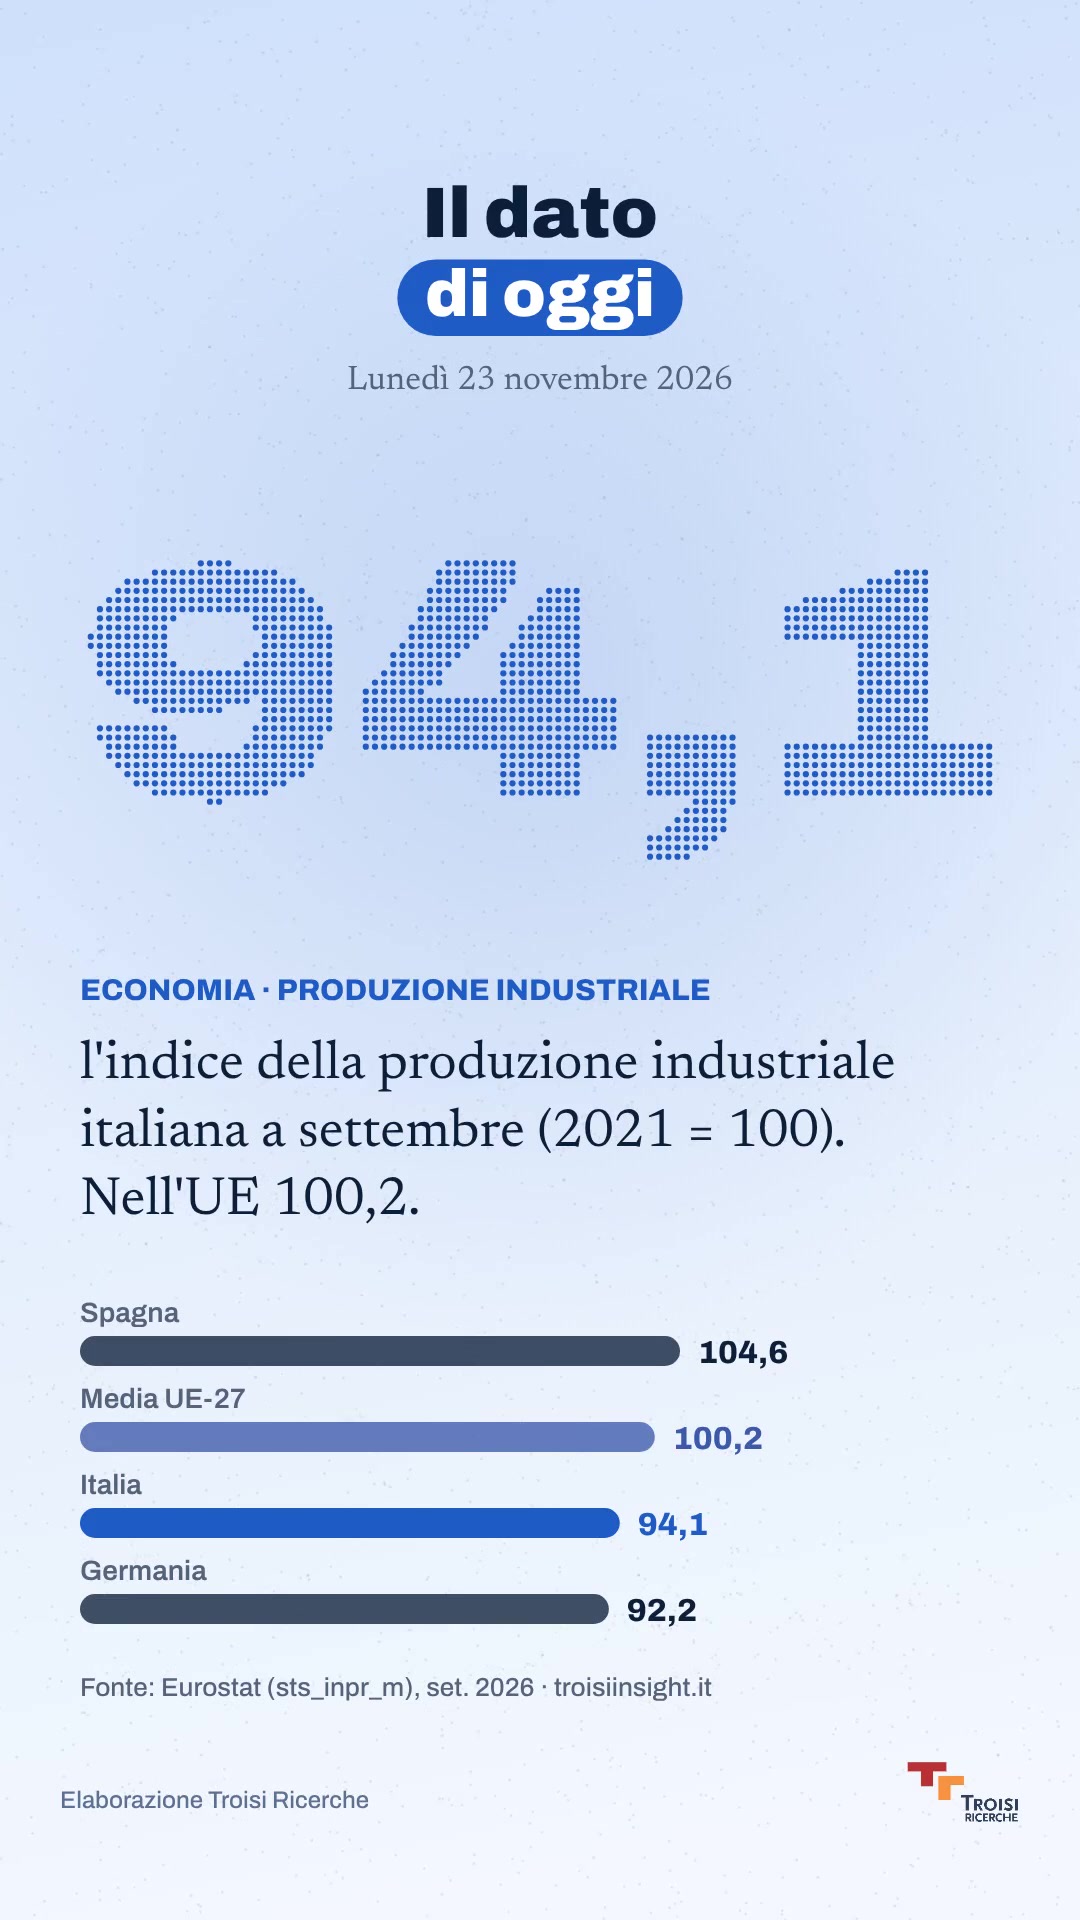 Il dato
di oggi
Lunedì 23 novembre 2026
94,1
ECONOMIA · PRODUZIONE INDUSTRIALE
l'indice della produzione industriale
italiana a settembre (2021 = 100).
Nell'UE 100,2.
Spagna
104,6
Media UE-27
100,2
Italia
94,1
Germania
92,2
Fonte: Eurostat (sts_inpr_m), set. 2026 · troisiinsight.it
Elaborazione Troisi Ricerche
TROISI
RICERCHE